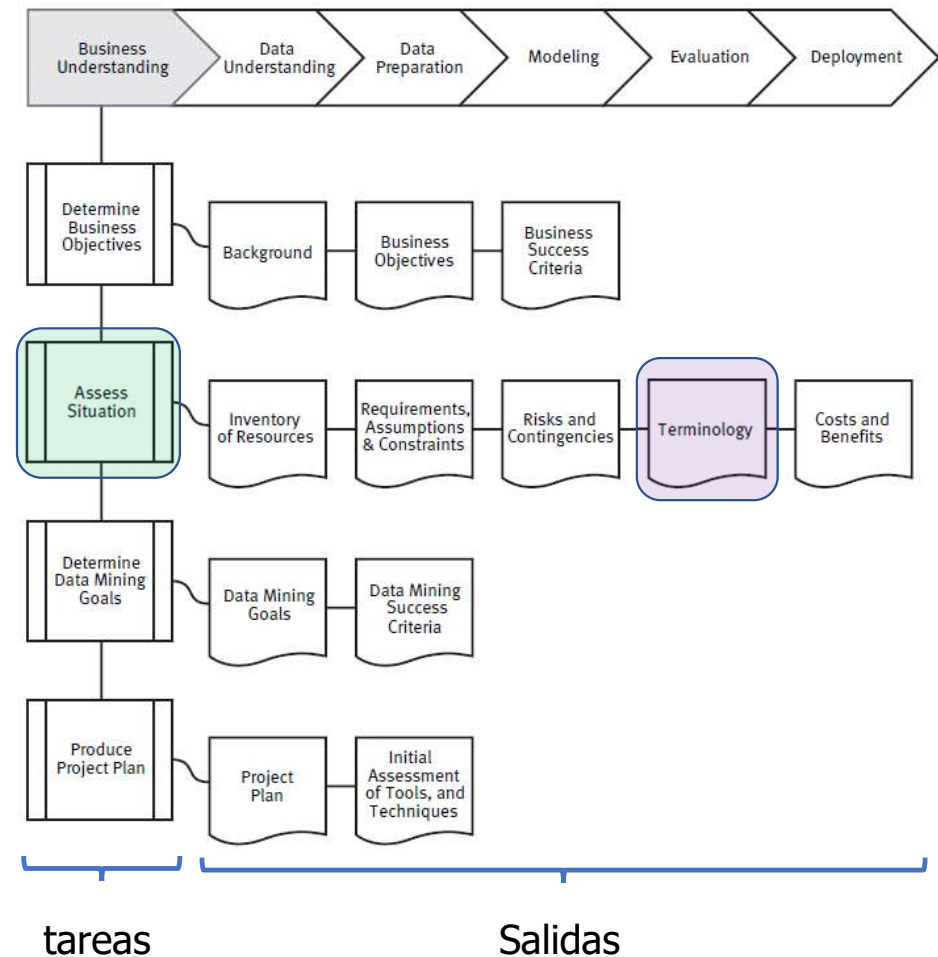 Business
Understanding
Data
Understanding
Data
Preparation
Modeling
Evaluation
Deployment
Determine
Business
Objectives
Background
Business
Objectives
Business
Success
Criteria
Assess
Situation
Inventory
of Resources
Requirements,
Assumptions
& Constraints
Risks and
Contingencies
Terminology
Costs and
Benefits
Determine
Data Mining
Goals
Data Mining
Goals
Data Mining
Success
Criteria
Produce
Project Plan
Project
Plan
Initial
Assessment
of Tools, and
Techniques
tareas
Salidas